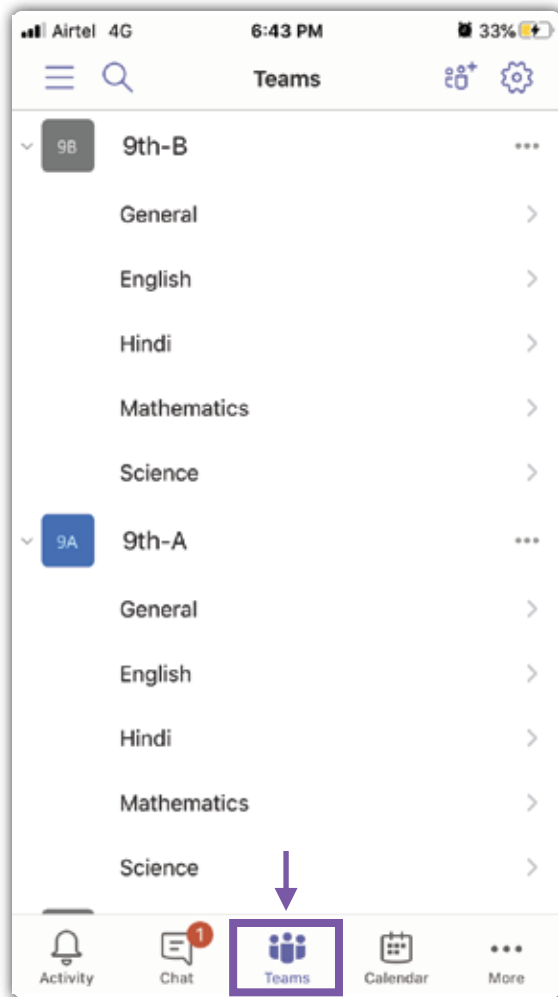 Airtel 4G 6:43 PM 33%
Teams
9B 9th-B
General
English
Hindi
Mathematics
Science
9A 9th-A
General
English
Hindi
Mathematics
Science
1
Activity Chat Teams Calendar More